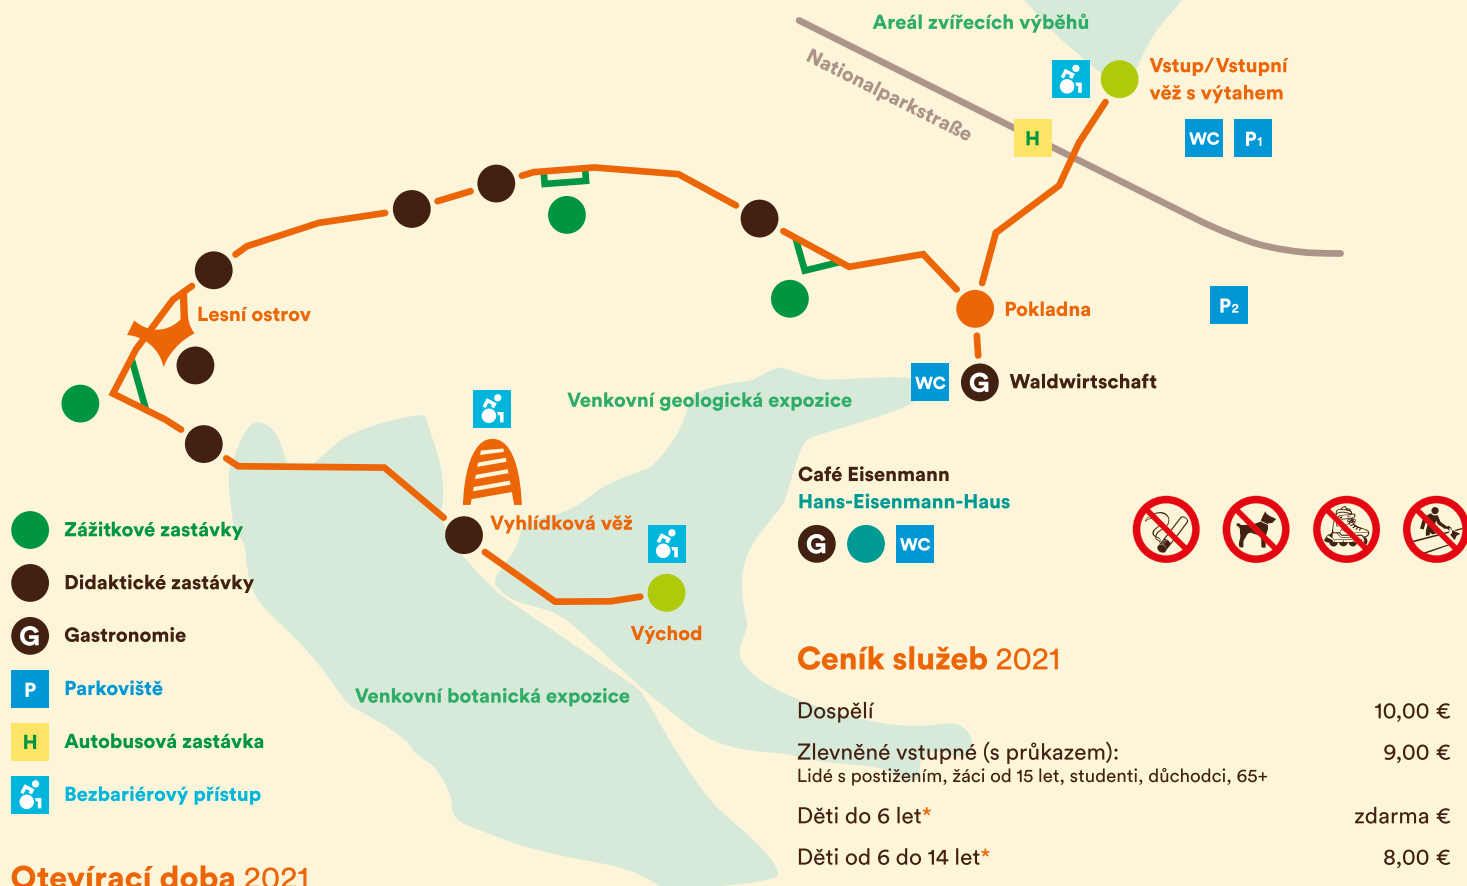 Areál zvířecích výběhů
Nationalparkstraße
Vstup/Vstupní
věž s výtahem
H
WC
P1
P2
Lesní ostrov
Pokladna
WC
G
Waldwirtschaft
Venkovní geologická expozice
Café Eisenmann
Hans-Eisenmann-Haus
G
WC
Vyhlídková věž
Východ
Venkovní botanická expozice
Zážitkové zastávky
Didaktické zastávky
G
Gastronomie
P
Parkoviště
H
Autobusová zastávka
Bezbariérový přístup
Otevírací doba 2021
Ceník služeb 2021
Dospělí 10,00 €
Zlevněné vstupné (s průkazem): 9,00 €
Lidé s postižením, žáci od 15 let, studenti, důchodci, 65+
Děti do 6 let* zdarma €
Děti od 6 do 14 let* 8,00 €